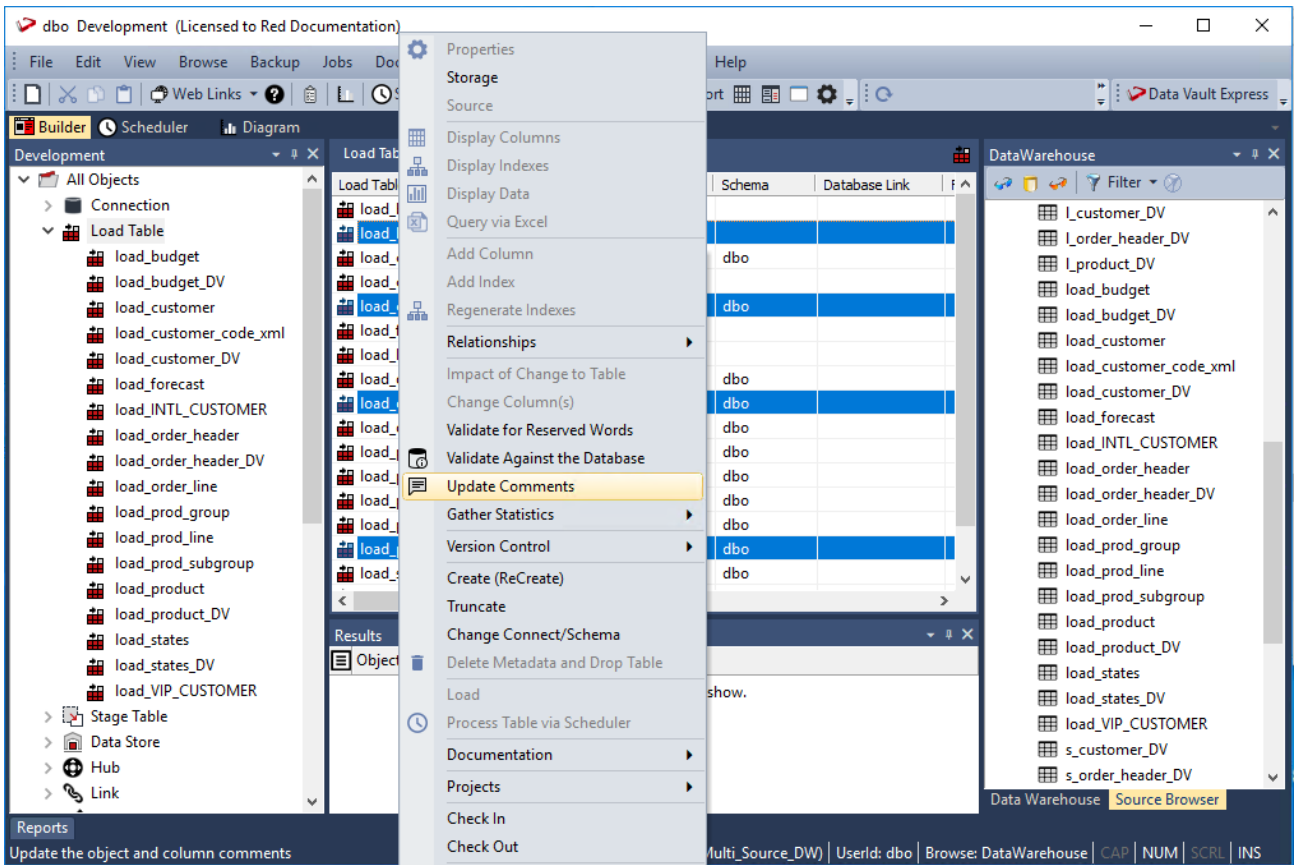 dbo Development (Licensed to Red Documentation)
File Edit View Browse Backup Jobs Help
Web Links Data Vault Express
Builder Scheduler Diagram
Development
All Objects
Connection
Load Table
load_budget
load_budget_DV
load_customer
load_customer_code_xml
load_customer_DV
load_forecast
load_INTL_CUSTOMER
load_order_header
load_order_header_DV
load_order_line
load_prod_group
load_prod_line
load_prod_subgroup
load_product
load_product_DV
load_states
load_states_DV
load_VIP_CUSTOMER
Stage Table
Data Store
Hub
Link
Reports
Update the object and column comments
Schema Database Link
dbo
dbo
dbo
dbo
dbo
dbo
dbo
dbo
dbo
dbo
dbo
Results
show.
Properties
Storage
Source
Display Columns
Display Indexes
Display Data
Query via Excel
Add Column
Add Index
Regenerate Indexes
Relationships
Impact of Change to Table
Change Column(s)
Validate for Reserved Words
Validate Against the Database
Update Comments
Gather Statistics
Version Control
Create (ReCreate)
Truncate
Change Connect/Schema
Delete Metadata and Drop Table
Load
Process Table via Scheduler
Documentation
Projects
Check In
Check Out
DataWarehouse
Filter
l_customer_DV
l_order_header_DV
l_product_DV
load_budget
load_budget_DV
load_customer
load_customer_code_xml
load_customer_DV
load_forecast
load_INTL_CUSTOMER
load_order_header
load_order_header_DV
load_order_line
load_prod_group
load_prod_line
load_prod_subgroup
load_product
load_product_DV
load_states
load_states_DV
load_VIP_CUSTOMER
s_customer_DV
s_order_header_DV
Data Warehouse Source Browser
Multi_Source_DW) UserId: dbo Browse: DataWarehouse CAP NUM SCRL INS